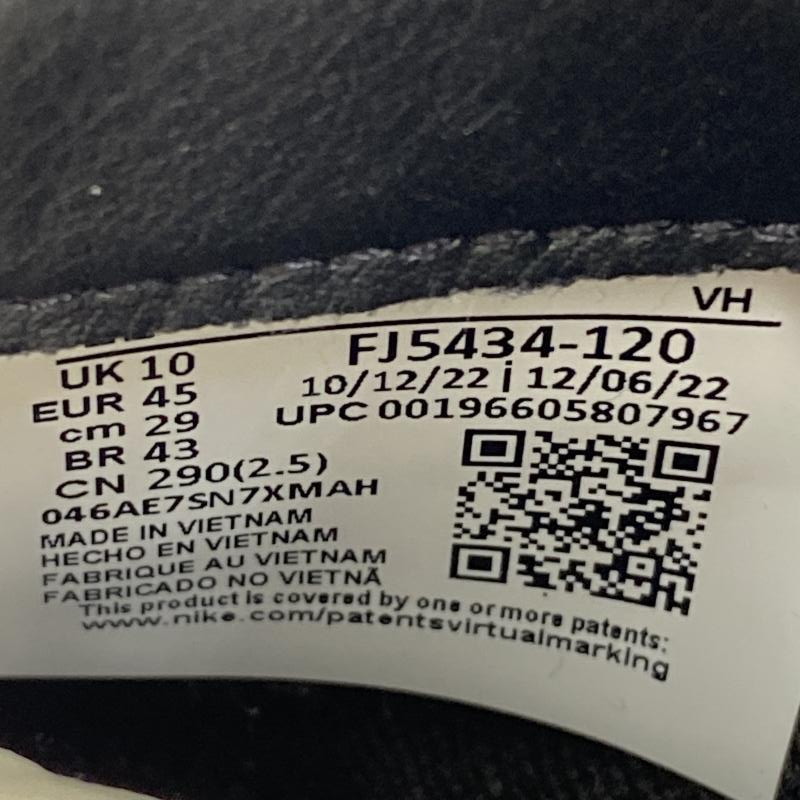 VH
UK 10
EUR 45
cm 29
BR 43
CN 290(2.5)
046AE7SN7XMAH
MADE IN VIETNAM
HECHO EN VIETNAM
FABRIQUE AU VIETNAM
FABRICADO NO VIETNÃ
FJ5434-120
10/12/22 | 12/06/22
UPC 00196605807967
This product is covered by one or more patents:
www.nike.com/patentsvirtualmarking